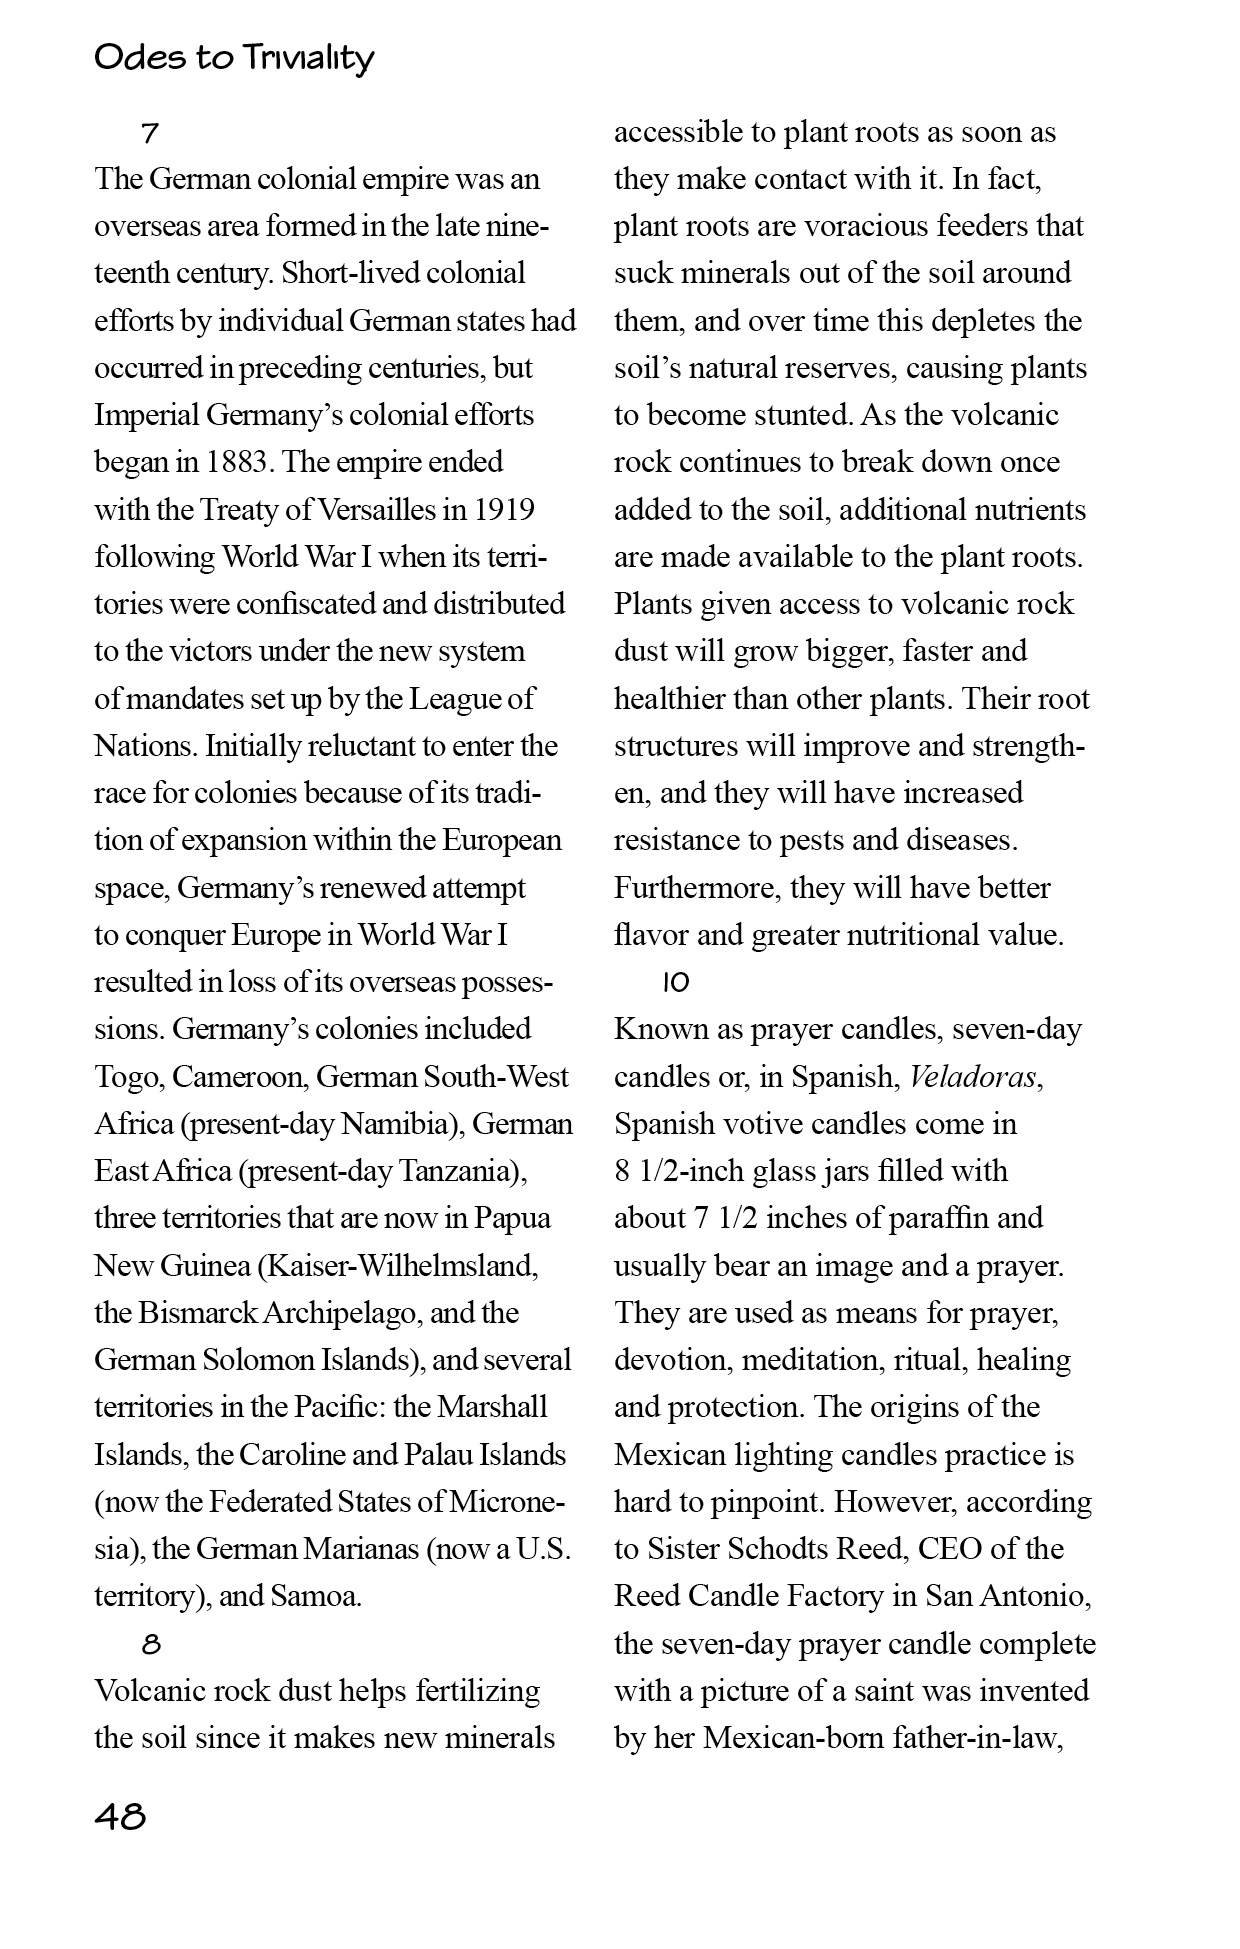 Odes to Triviality
7
The German colonial empire was an
overseas area formed in the late nine-
teenth century. Short-lived colonial
efforts by individual German states had
occurred in preceding centuries, but
Imperial Germany’s colonial efforts
began in 1883. The empire ended
with the Treaty of Versailles in 1919
following World War I when its terri-
tories were confiscated and distributed
to the victors under the new system
of mandates set up by the League of
Nations. Initially reluctant to enter the
race for colonies because of its tradi-
tion of expansion within the European
space, Germany’s renewed attempt
to conquer Europe in World War I
resulted in loss of its overseas posses-
sions. Germany’s colonies included
Togo, Cameroon, German South-West
Africa (present-day Namibia), German
East Africa (present-day Tanzania),
three territories that are now in Papua
New Guinea (Kaiser-Wilhelmsland,
the Bismarck Archipelago, and the
German Solomon Islands), and several
territories in the Pacific: the Marshall
Islands, the Caroline and Palau Islands
(now the Federated States of Microne-
sia), the German Marianas (now a U.S.
territory), and Samoa.
8
Volcanic rock dust helps fertilizing
the soil since it makes new minerals
accessible to plant roots as soon as
they make contact with it. In fact,
plant roots are voracious feeders that
suck minerals out of the soil around
them, and over time this depletes the
soil’s natural reserves, causing plants
to become stunted. As the volcanic
rock continues to break down once
added to the soil, additional nutrients
are made available to the plant roots.
Plants given access to volcanic rock
dust will grow bigger, faster and
healthier than other plants. Their root
structures will improve and strength-
en, and they will have increased
resistance to pests and diseases.
Furthermore, they will have better
flavor and greater nutritional value.
10
Known as prayer candles, seven-day
candles or, in Spanish, Veladoras,
Spanish votive candles come in
8 1/2-inch glass jars filled with
about 7 1/2 inches of paraffin and
usually bear an image and a prayer.
They are used as means for prayer,
devotion, meditation, ritual, healing
and protection. The origins of the
Mexican lighting candles practice is
hard to pinpoint. However, according
to Sister Schodts Reed, CEO of the
Reed Candle Factory in San Antonio,
the seven-day prayer candle complete
with a picture of a saint was invented
by her Mexican-born father-in-law,
48